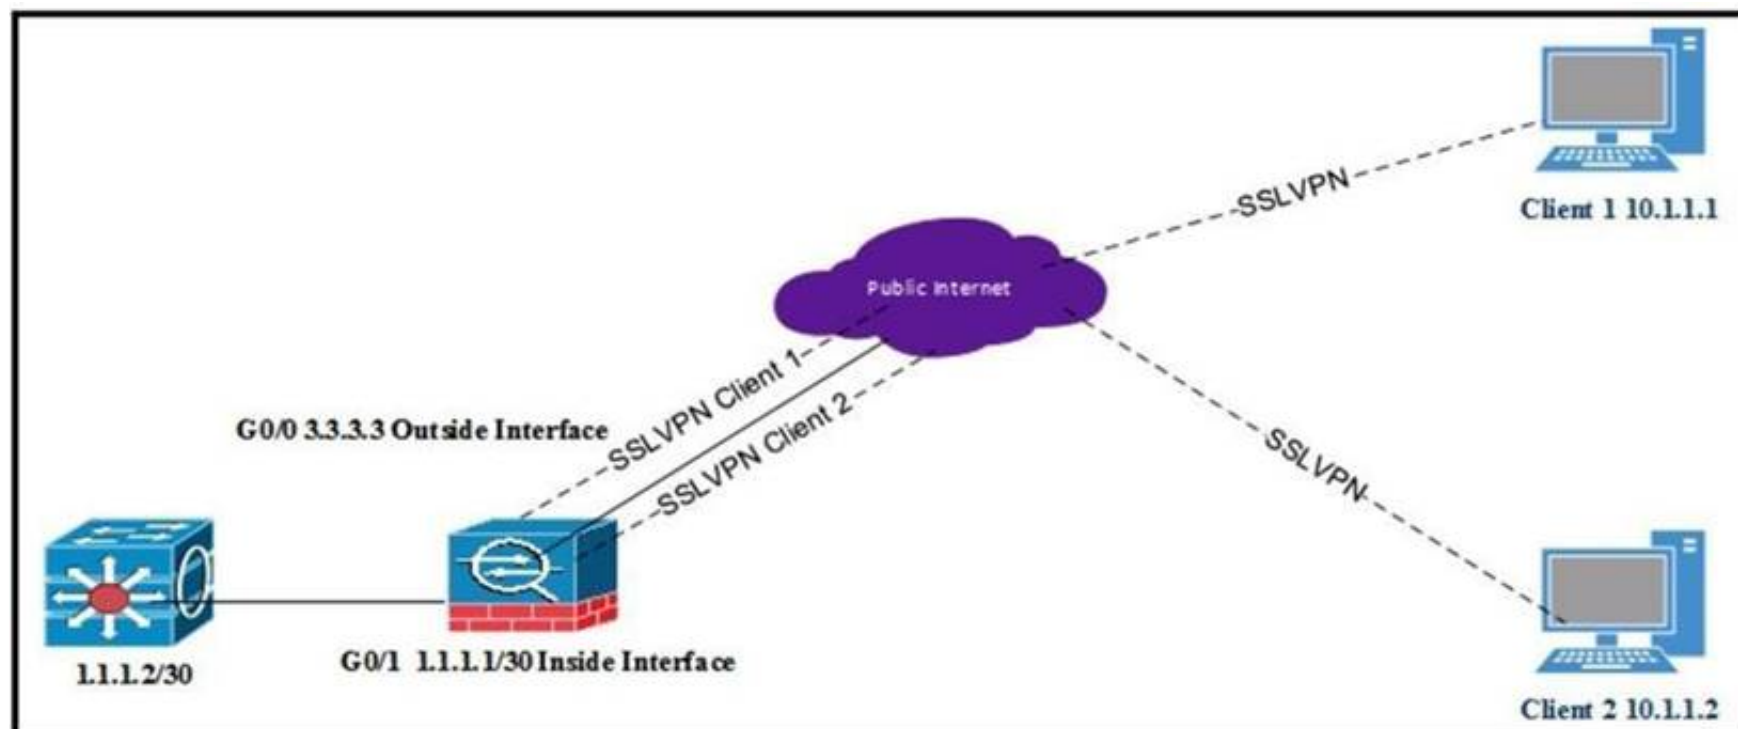 Client 1 10.1.1.1
SSLVPN
Public Internet
SSLVPN Client 1
SSLVPN Client 2
G0/0 3.3.3.3 Outside Interface
SSLVPN
1.1.1.2/30
G0/1 1.1.1.1/30 Inside Interface
Client 2 10.1.1.2